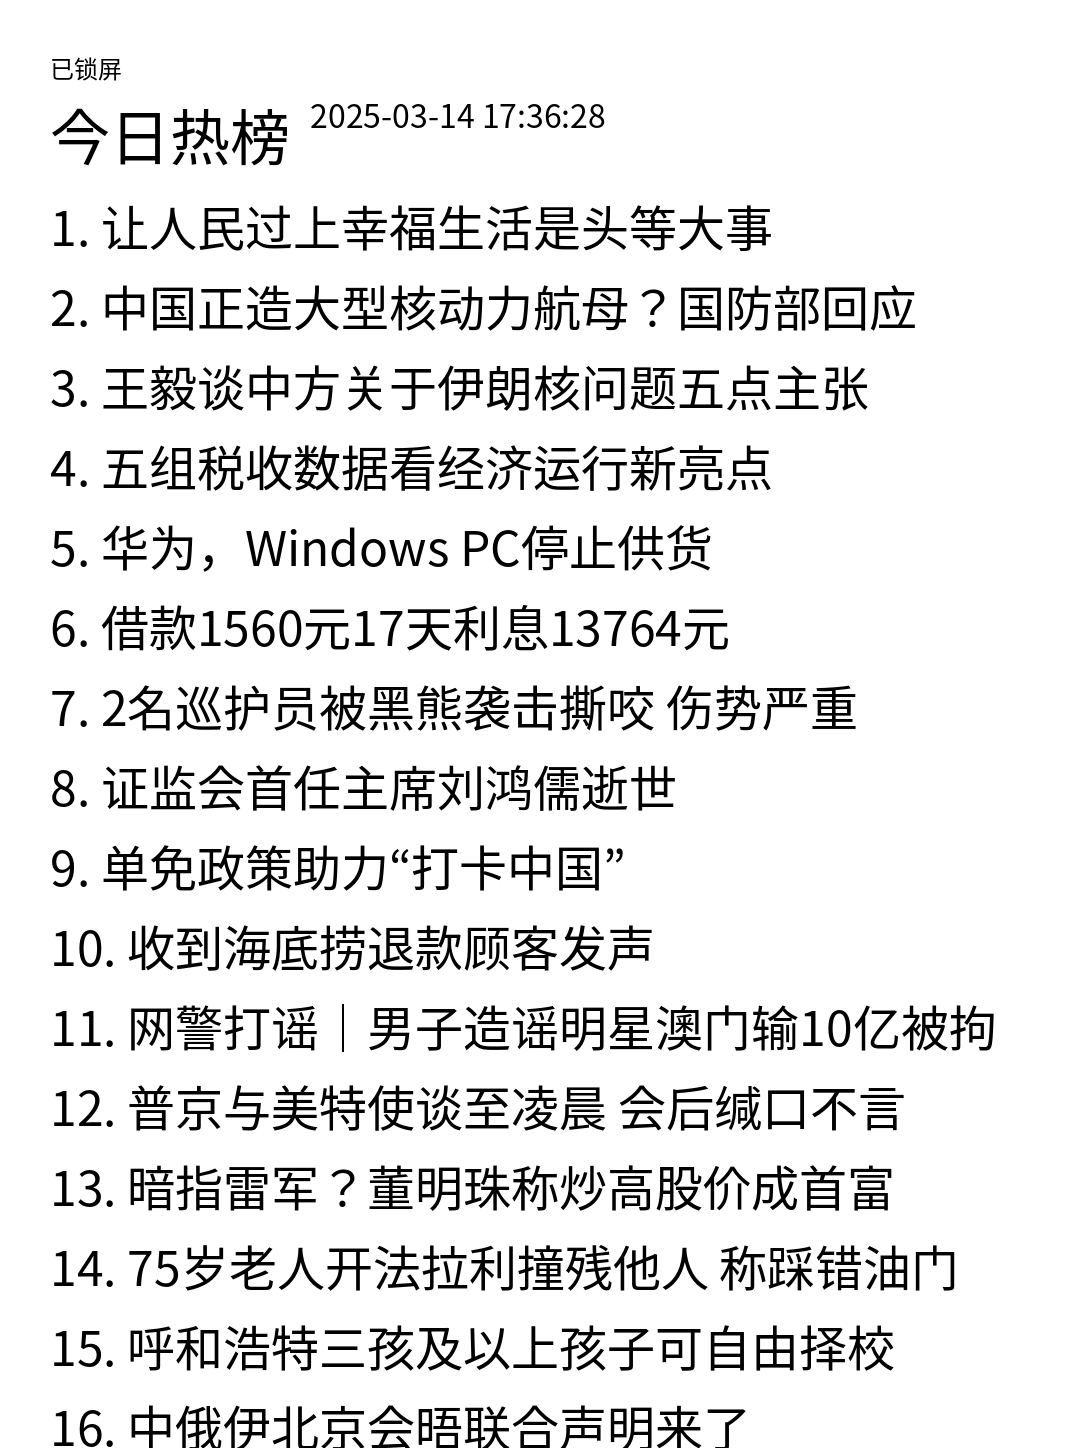 已锁屏
今日热榜 2025-03-14 17:36:28
1. 让人民过上幸福生活是头等大事
2. 中国正造大型核动力航母？国防部回应
3. 王毅谈中方关于伊朗核问题五点主张
4. 五组税收数据看经济运行新亮点
5. 华为，Windows PC停止供货
6. 借款1560元17天利息13764元
7. 2名巡护员被黑熊袭击撕咬 伤势严重
8. 证监会首任主席刘鸿儒逝世
9. 单免政策助力“打卡中国”
10. 收到海底捞退款顾客发声
11. 网警打谣｜男子造谣明星澳门输10亿被拘
12. 普京与美特使谈至凌晨 会后缄口不言
13. 暗指雷军？董明珠称炒高股价成首富
14. 75岁老人开法拉利撞残他人 称踩错油门
15. 呼和浩特三孩及以上孩子可自由择校
16. 中俄伊北京会晤联合声明来了